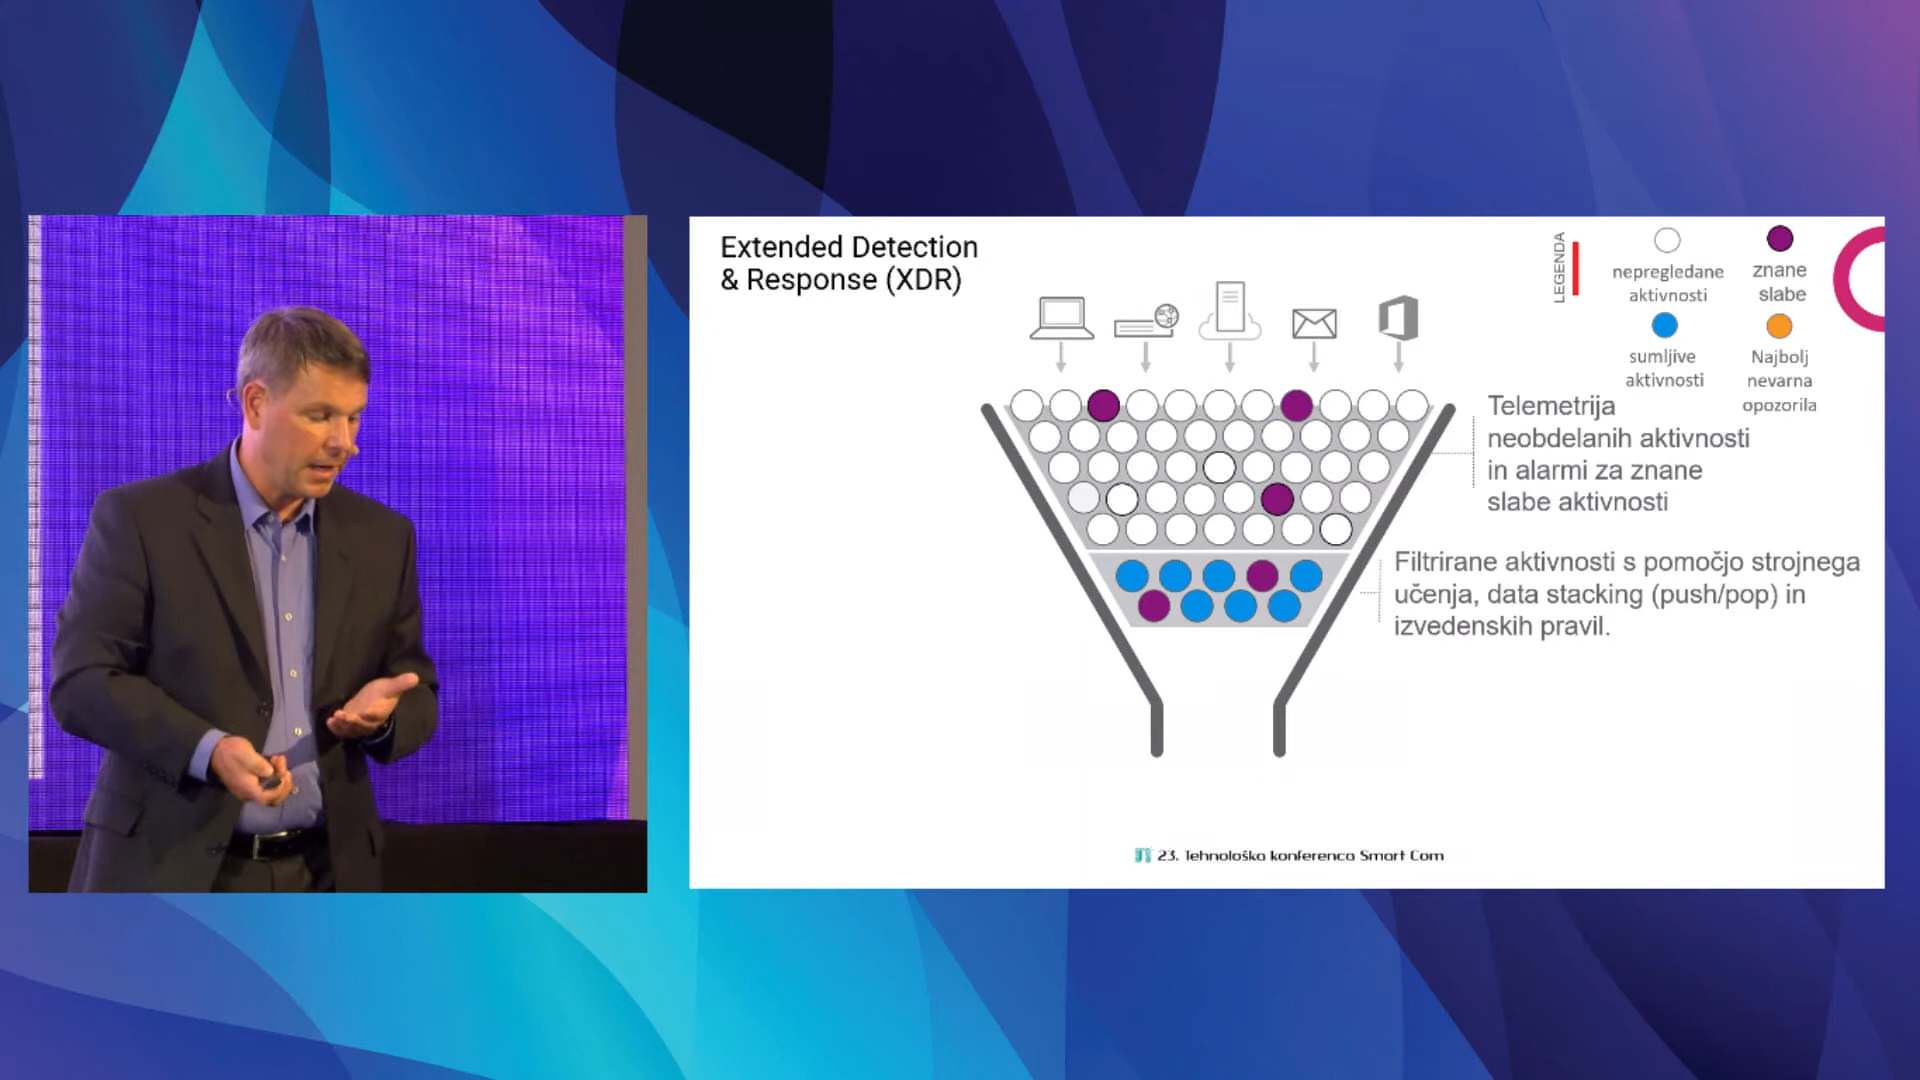 Extended Detection
& Response (XDR)
LEGENDA
nepregledane
aktivnosti
znane
slabe
sumljive
aktivnosti
Najbolj
nevarna
opozorila
Telemetrija
neobdelanih aktivnosti
in alarmi za znane
slabe aktivnosti
Filtrirane aktivnosti s pomočjo strojnega
učenja, data stacking (push/pop) in
izvedenskih pravil.
23. Tehnološka konferenca Smart Com